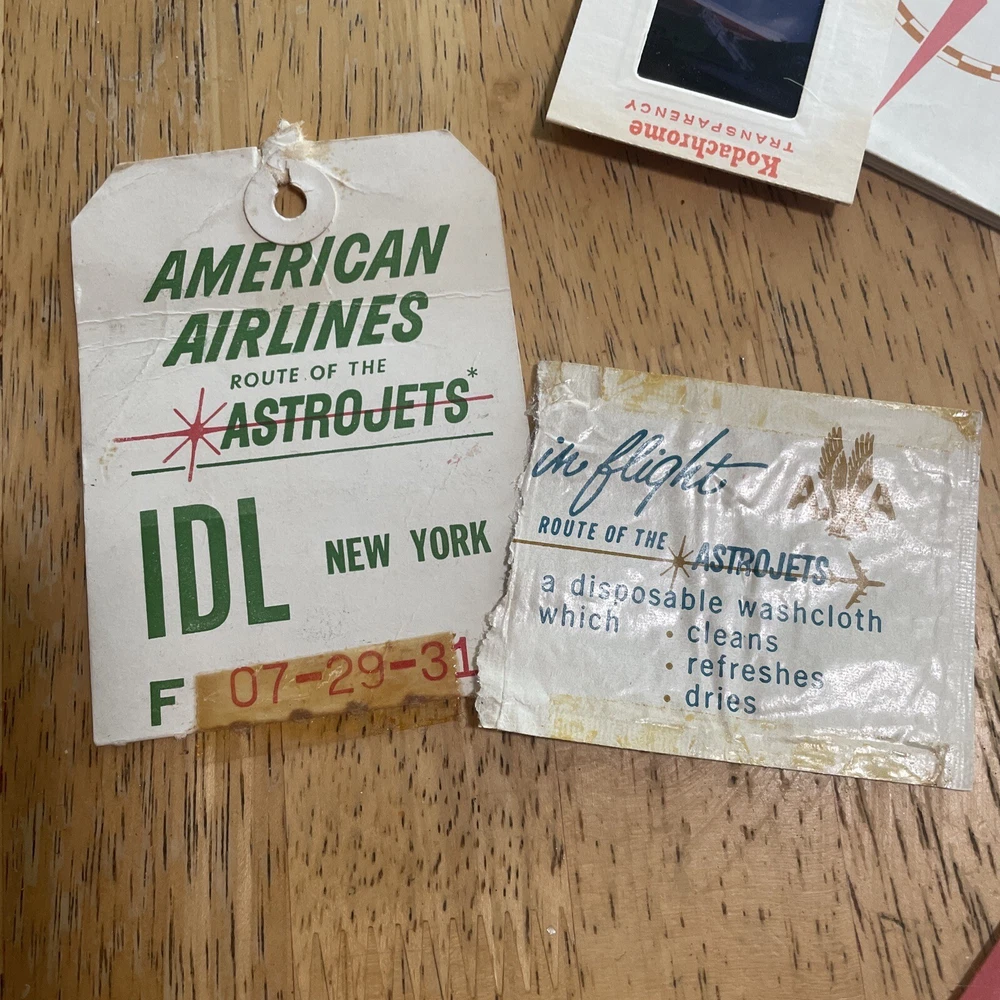 AMERICAN
AIRLINES
ROUTE OF THE
ASTROJETS*
IDL NEW YORK
F 07-29-31
in flight
AA
ROUTE OF THE ASTROJETS
a disposable washcloth
which • cleans
• refreshes
• dries
Kodachrome
TRANSPARENCY